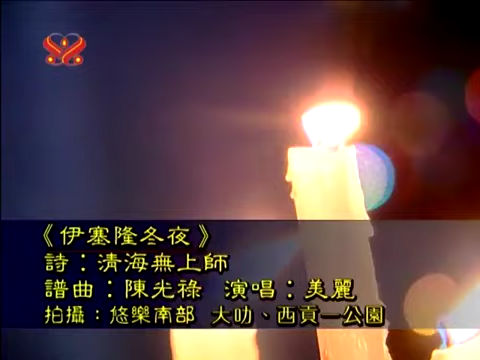 《伊塞隆冬夜》
詩：清海無上師
譜曲：陳光祿 演唱：美麗
拍攝：悠樂南部 大叻、西貢一公園